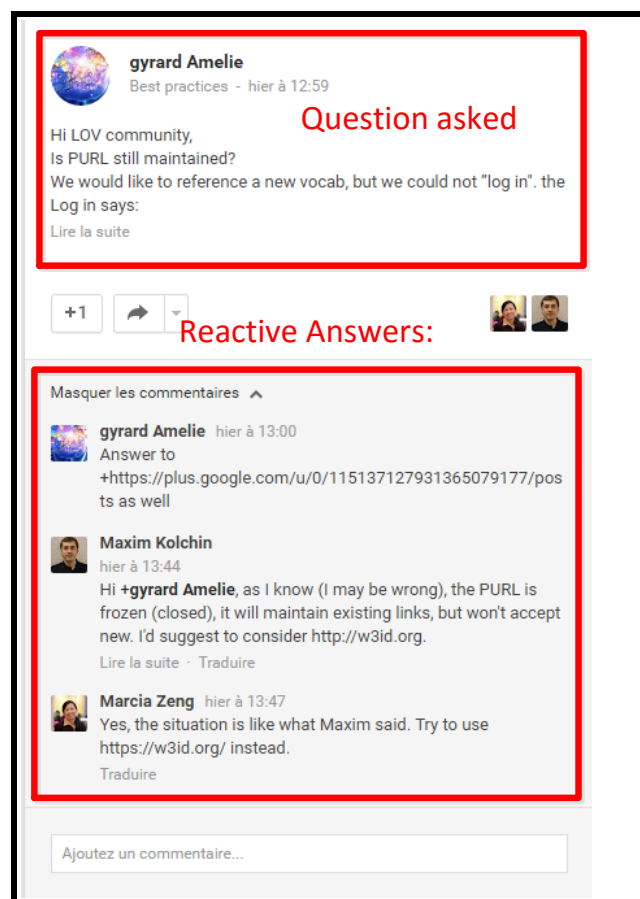 gyrard Amelie
Best practices - hier à 12:59
Question asked
Hi LOV community,
Is PURL still maintained?
We would like to reference a new vocab, but we could not "log in". the
Log in says:
Lire la suite
+1
Reactive Answers:
Masquer les commentaires
gyrard Amelie hier à 13:00
Answer to
+https://plus.google.com/u/0/115137127931365079177/pos
ts as well
Maxim Kolchin
hier à 13:44
Hi +gyrard Amelie, as I know (I may be wrong), the PURL is
frozen (closed), it will maintain existing links, but won't accept
new. I'd suggest to consider http://w3id.org.
Lire la suite · Traduire
Marcia Zeng hier à 13:47
Yes, the situation is like what Maxim said. Try to use
https://w3id.org/ instead.
Traduire
Ajoutez un commentaire...